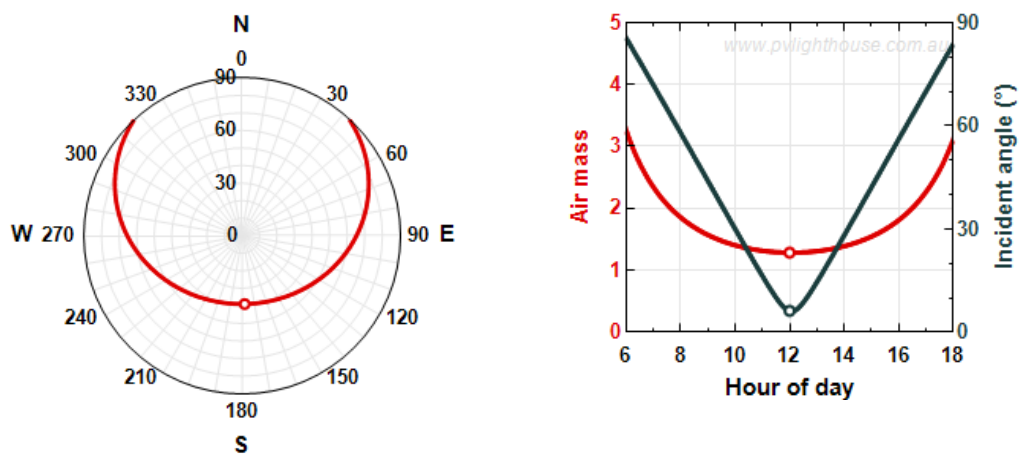 N
0
90
330
30
300
60
60
30
W 270
0
90 E
240
120
210
150
180
S
www.pvlighthouse.com.au
5
4
3
2
1
0
Air mass
90
60
30
0
Incident angle (°)
6 8 10 12 14 16 18
Hour of day